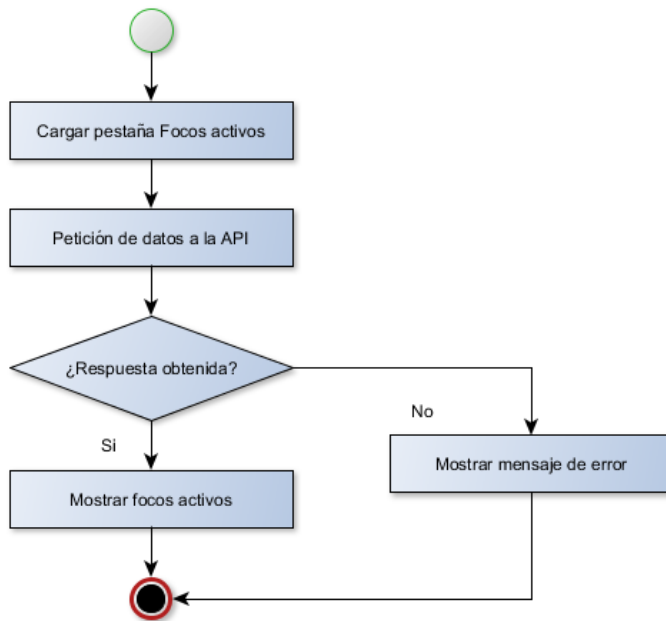 Cargar pestaña Focos activos
Petición de datos a la API
¿Respuesta obtenida?
No
Si
Mostrar mensaje de error
Mostrar focos activos